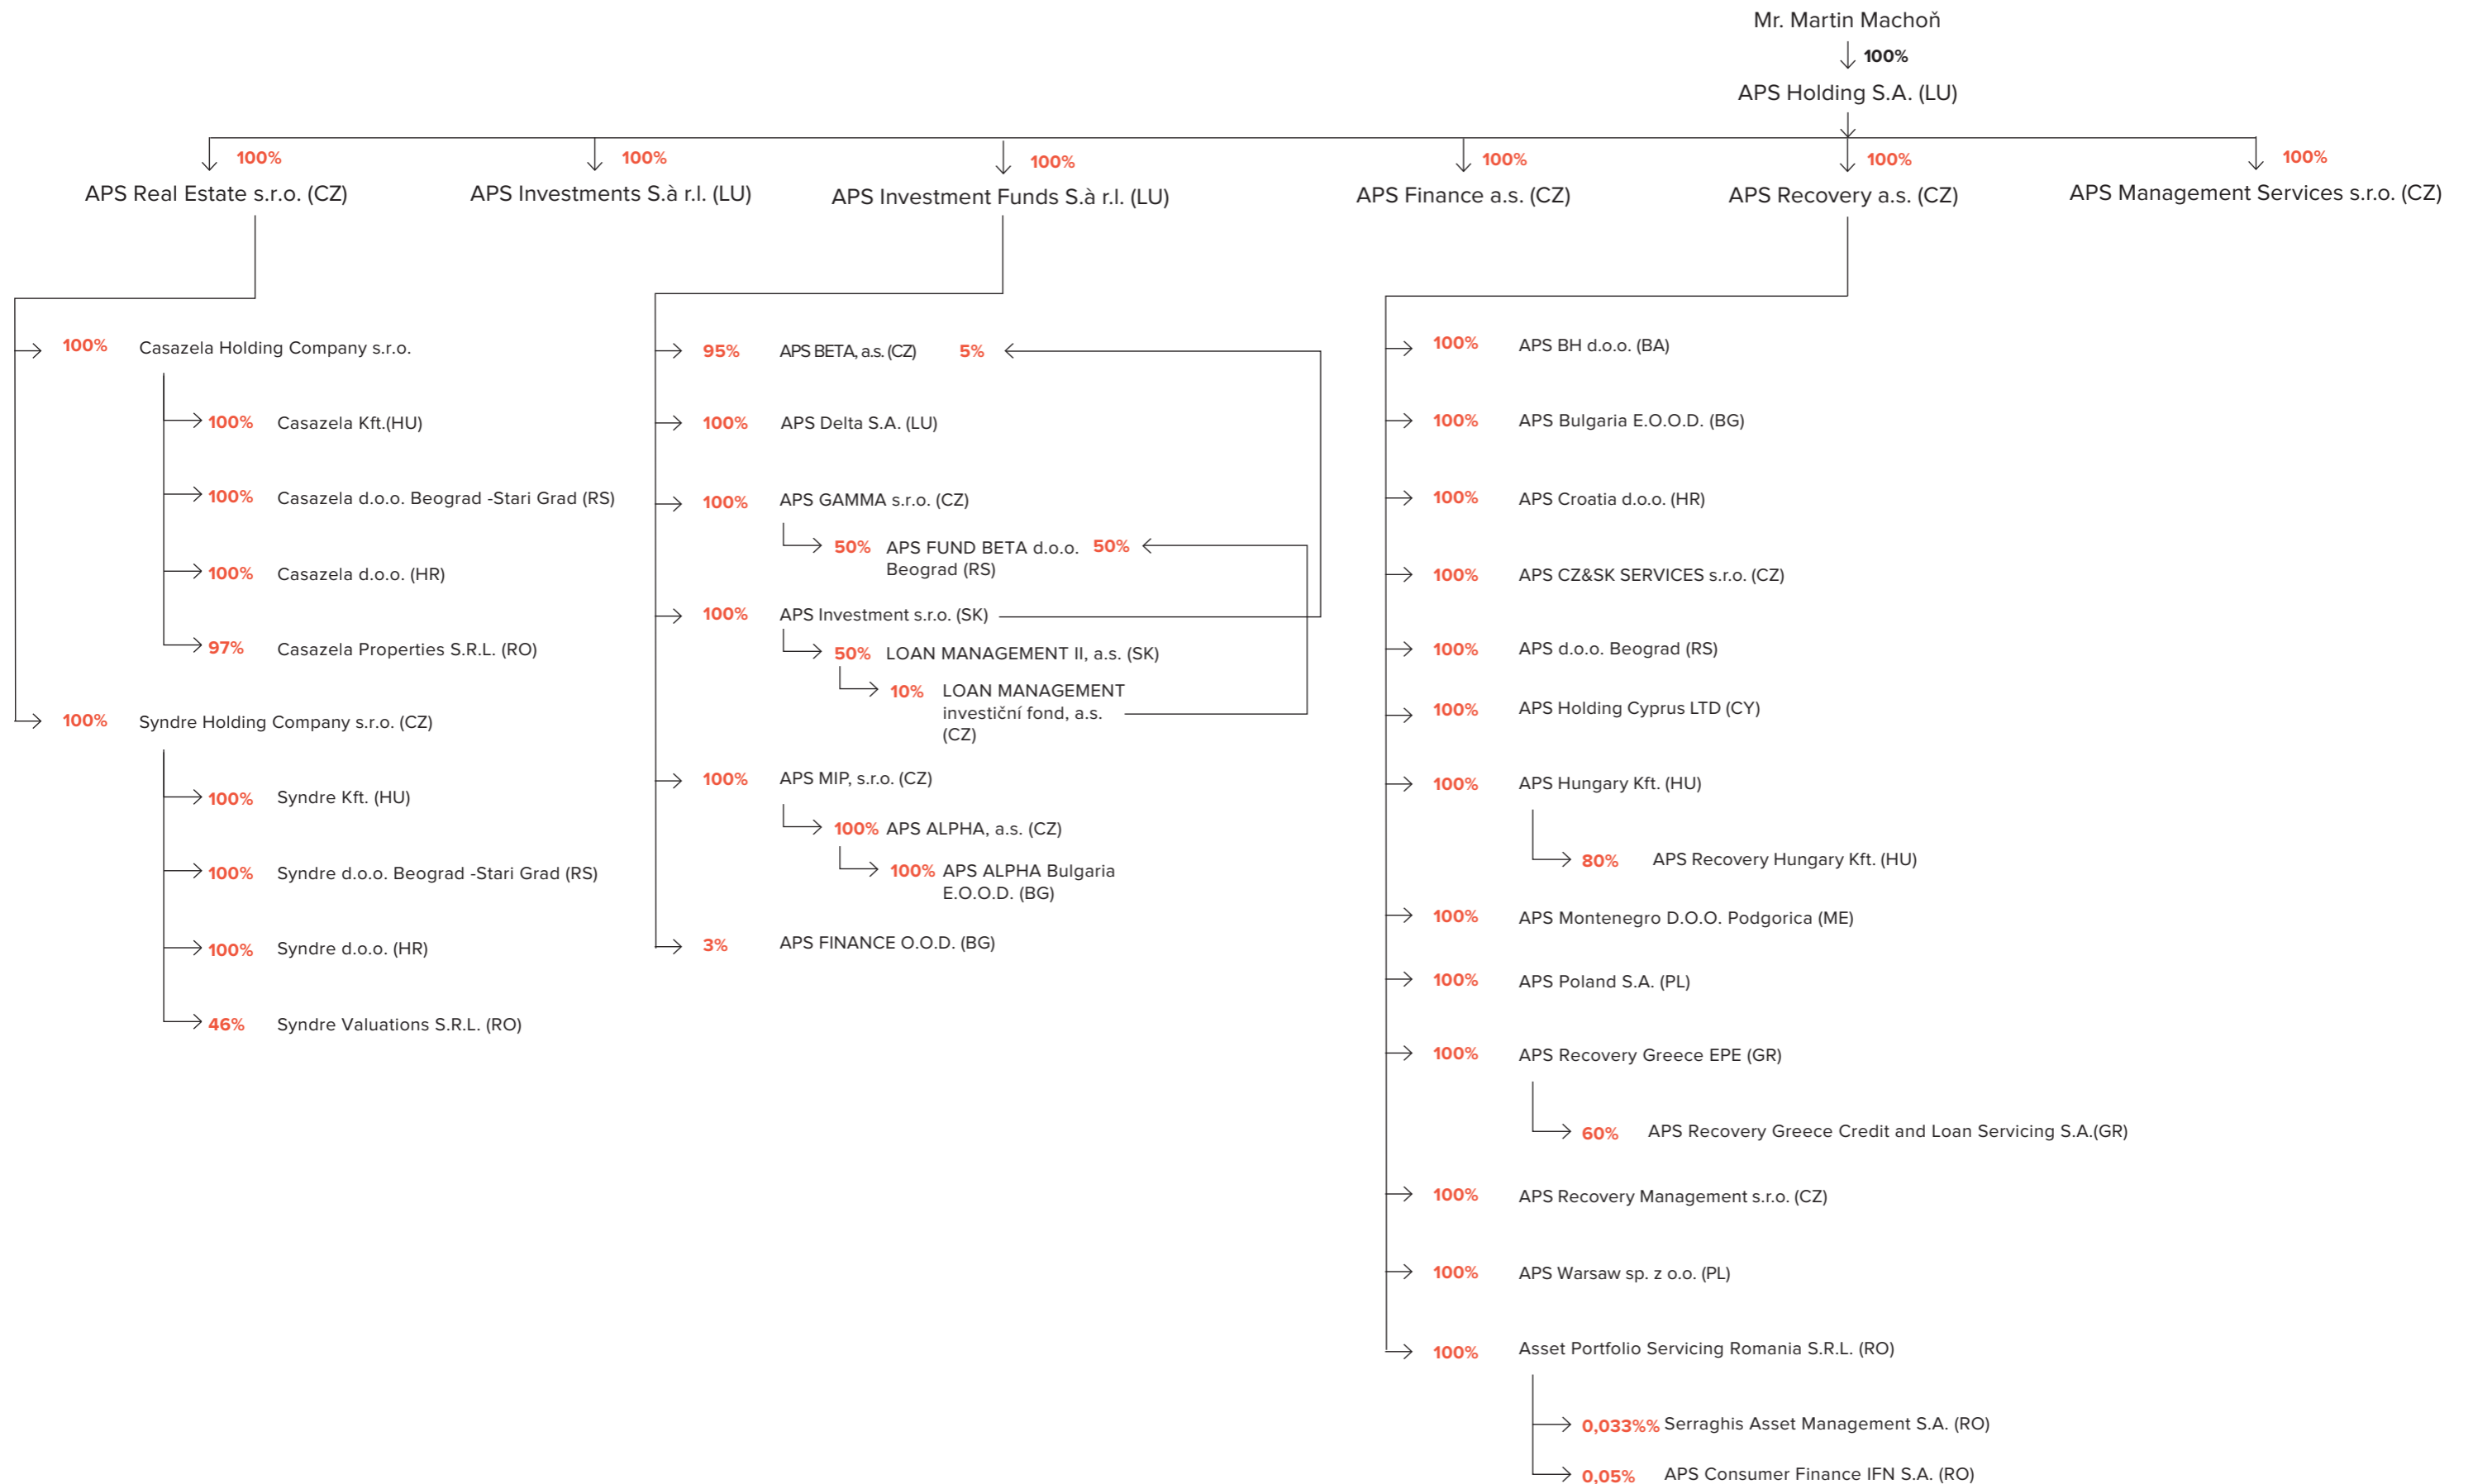 Mr. Martin Machoň
100%
APS Holding S.A. (LU)
100%
APS Real Estate s.r.o. (CZ)
100%
APS Investments S.à r.l. (LU)
100%
APS Investment Funds S.à r.l. (LU)
100%
APS Finance a.s. (CZ)
100%
APS Recovery a.s. (CZ)
100%
APS Management Services s.r.o. (CZ)
100% Casazela Holding Company s.r.o.
100% Casazela Kft.(HU)
100% Casazela d.o.o. Beograd -Stari Grad (RS)
100% Casazela d.o.o. (HR)
97% Casazela Properties S.R.L. (RO)
100% Syndre Holding Company s.r.o. (CZ)
100% Syndre Kft. (HU)
100% Syndre d.o.o. Beograd -Stari Grad (RS)
100% Syndre d.o.o. (HR)
46% Syndre Valuations S.R.L. (RO)
95% APS BETA, a.s. (CZ) 5%
100% APS Delta S.A. (LU)
100% APS GAMMA s.r.o. (CZ)
50% APS FUND BETA d.o.o. 50%
Beograd (RS)
100% APS Investment s.r.o. (SK)
50% LOAN MANAGEMENT II, a.s. (SK)
10% LOAN MANAGEMENT
investiční fond, a.s.
(CZ)
100% APS MIP, s.r.o. (CZ)
100% APS ALPHA, a.s. (CZ)
100% APS ALPHA Bulgaria
E.O.O.D. (BG)
3% APS FINANCE O.O.D. (BG)
100% APS BH d.o.o. (BA)
100% APS Bulgaria E.O.O.D. (BG)
100% APS Croatia d.o.o. (HR)
100% APS CZ&SK SERVICES s.r.o. (CZ)
100% APS d.o.o. Beograd (RS)
100% APS Holding Cyprus LTD (CY)
100% APS Hungary Kft. (HU)
80% APS Recovery Hungary Kft. (HU)
100% APS Montenegro D.O.O. Podgorica (ME)
100% APS Poland S.A. (PL)
100% APS Recovery Greece EPE (GR)
60% APS Recovery Greece Credit and Loan Servicing S.A.(GR)
100% APS Recovery Management s.r.o. (CZ)
100% APS Warsaw sp. z o.o. (PL)
100% Asset Portfolio Servicing Romania S.R.L. (RO)
0,033%% Serraghis Asset Management S.A. (RO)
0,05% APS Consumer Finance IFN S.A. (RO)